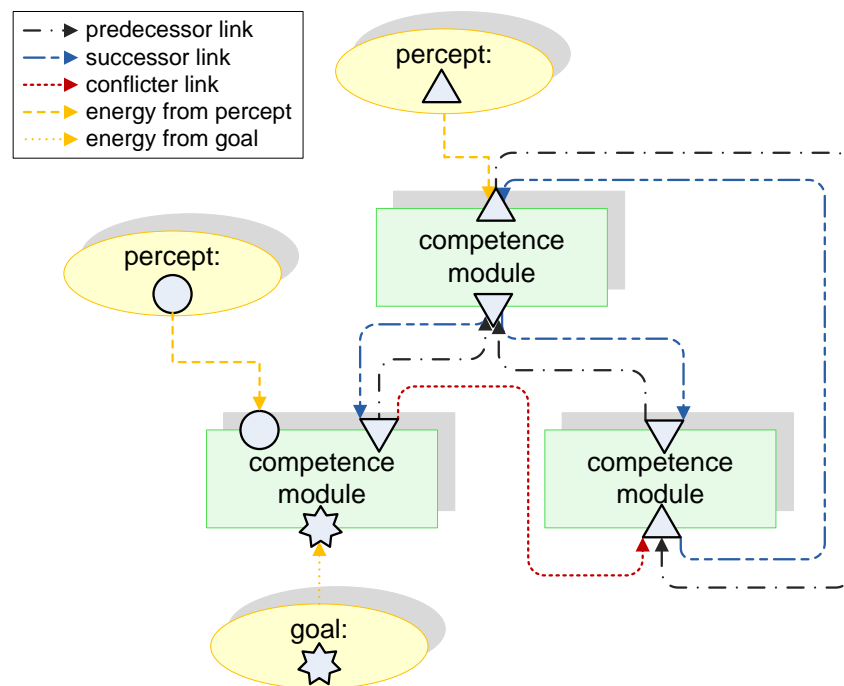 predecessor link
successor link
conflicter link
energy from percept
energy from goal
percept:
competence
module
percept:
competence
module
competence
module
goal: